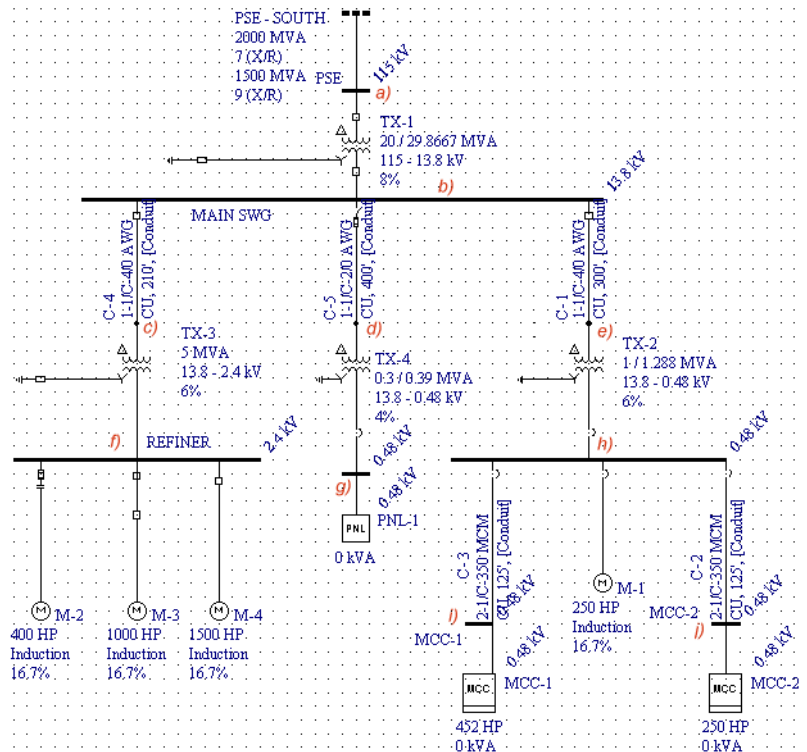 PSE - SOUTH
2000 MVA
7 (X/R)
1500 MVA
9 (X/R)
PSE
115 kV
a)
TX-1
20 / 29.8667 MVA
115 - 13.8 kV
8%
b)
13.8 kV
MAIN SWG
C-4
1-1/C-4/0 AWG
CU, 210', [Conduit]
C-5
1-1/C-2/0 AWG
CU, 400', [Conduit]
C-1
1-1/C-4/0 AWG
CU, 300', [Conduit]
c)
d)
e)
TX-3
5 MVA
13.8 - 2.4 kV
6%
TX-4
0.3 / 0.39 MVA
13.8 - 0.48 kV
4%
TX-2
1 / 1.288 MVA
13.8 - 0.48 kV
6%
f)
REFINER
2.4 kV
0.48 kV
g)
0.48 kV
PNL
PNL-1
0 kVA
h)
0.48 kV
C-3
2-1/C-350 MCM
CU, 125', [Conduit]
C-2
2-1/C-350 MCM
CU, 125', [Conduit]
M
M-2
400 HP
Induction
16.7%
M
M-3
1000 HP
Induction
16.7%
M
M-4
1500 HP
Induction
16.7%
M
M-1
250 HP
Induction
16.7%
i)
MCC-1
0.48 kV
0.48 kV
MCC
MCC-1
452 HP
0 kVA
MCC-2
j)
0.48 kV
0.48 kV
MCC
MCC-2
250 HP
0 kVA